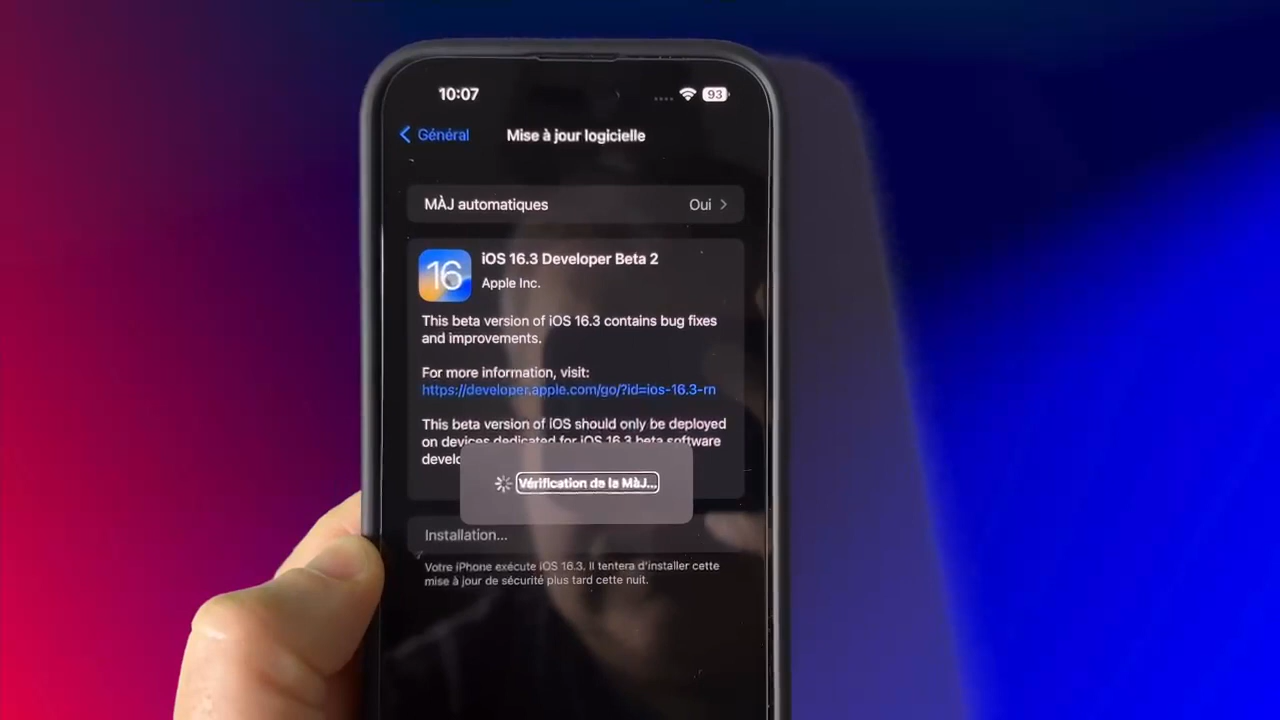 10:07
93
Général
Mise à jour logicielle
MÀJ automatiques
Oui
16
iOS 16.3 Developer Beta 2
Apple Inc.
This beta version of iOS 16.3 contains bug fixes
and improvements.
For more information, visit:
https://developer.apple.com/go/?id=ios-16.3-rn
This beta version of iOS should only be deployed
on devices dedicated for iOS 16.3 beta software
develo
Vérification de la MàJ...
Installation...
Votre iPhone exécute iOS 16.3. Il tentera d'installer cette
mise à jour de sécurité plus tard cette nuit.